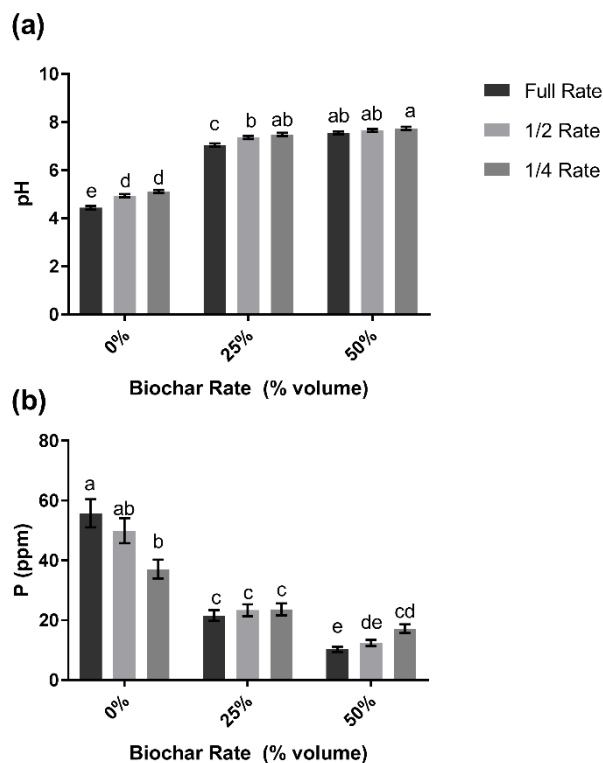 (a)
10
8
6
4
2
0
pH
e
d
d
c
b
ab
ab
ab
a
0%
25%
50%
Biochar Rate (% volume)
Full Rate
1/2 Rate
1/4 Rate
(b)
80
60
40
20
0
P (ppm)
a
ab
b
c
c
c
e
de
cd
0%
25%
50%
Biochar Rate (% volume)